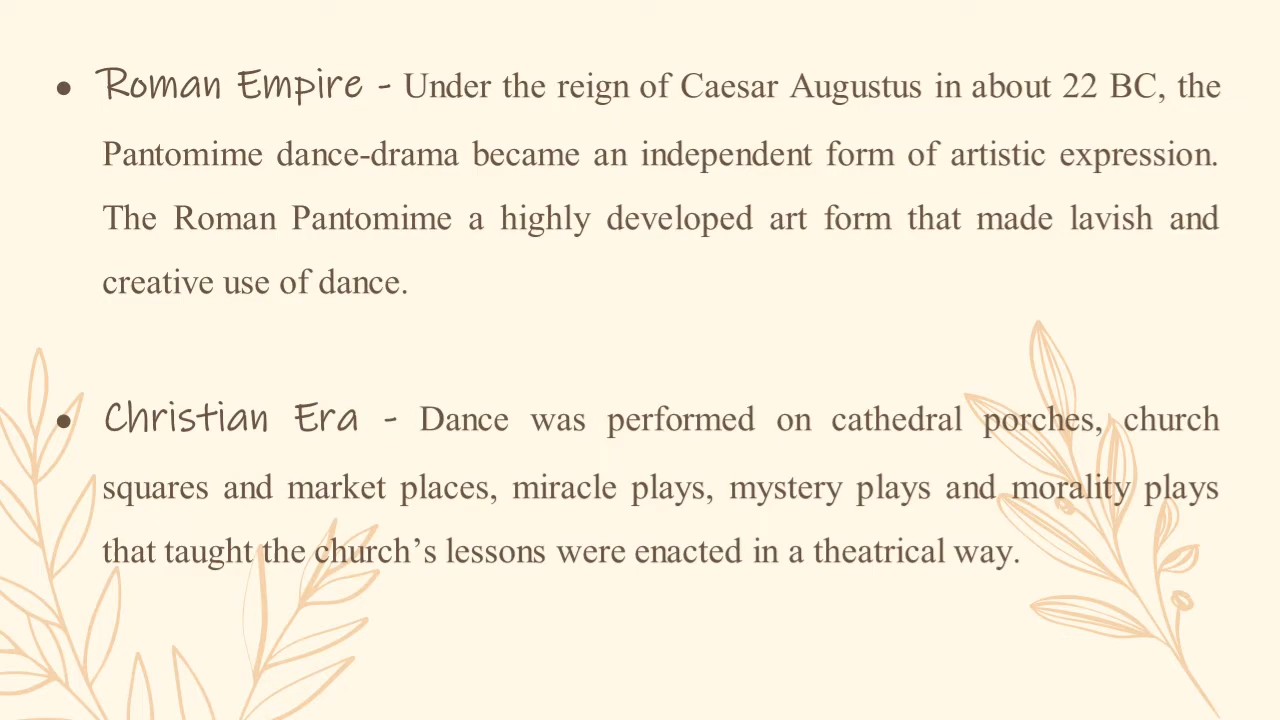 • Roman Empire - Under the reign of Caesar Augustus in about 22 BC, the
Pantomime dance-drama became an independent form of artistic expression.
The Roman Pantomime a highly developed art form that made lavish and
creative use of dance.
• Christian Era - Dance was performed on cathedral porches, church
squares and market places, miracle plays, mystery plays and morality plays
that taught the church’s lessons were enacted in a theatrical way.